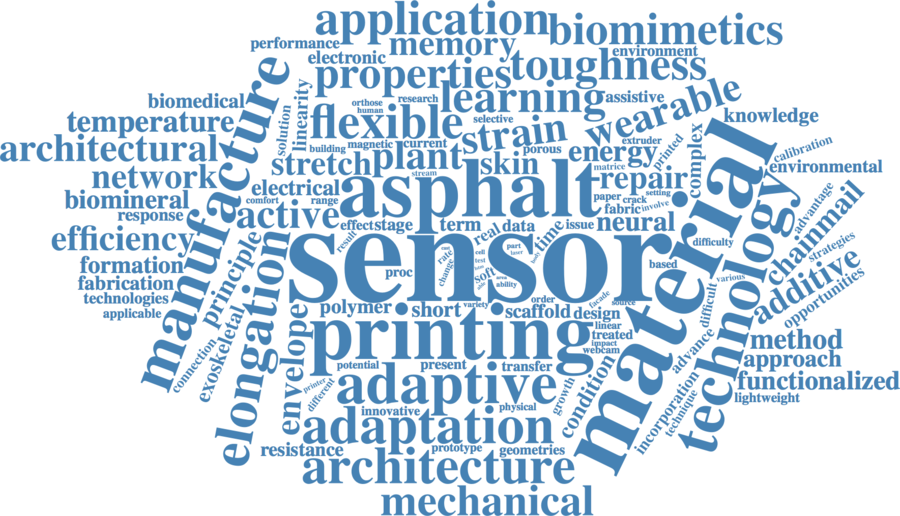 application
biomimetics
performance
memory
environment
electronic
properties
toughness
biomedical
linearity
solution
orthose
human
research
learning
assistive
wearable
temperature
manufacture
flexible
selective
strain
knowledge
architectural
building
magnetic
current
porous
energy
extruder
printed
complex
calibration
network
stretch
plant
stream
skin
matrice
repair
environmental
biomineral
electrical
comfort
range
asphalt
paper
crack
setting
fabric
involve
material
response
active
effect
stage
term
data
issue
neural
advantage
chainmail
efficiency
result
real
time
difficulty
technology
strategies
formation
principle
proc
sensor
rate
change
cell
test
part
laser
body
soft
ability
based
various
additive
opportunities
fabrication
technologies
applicable
exoskeletal
elongation
polymer
short
variety
order
scaffold
facade
source
design
difficult
connection
envelope
printing
linear
treated
impact
webcam
advance
method
approach
potential
present
transfer
functionalized
printer
different
adaptive
growth
condition
incorporation
technique
lightweight
innovative
physical
adaptation
resistance
prototype
geometries
architecture
mechanical